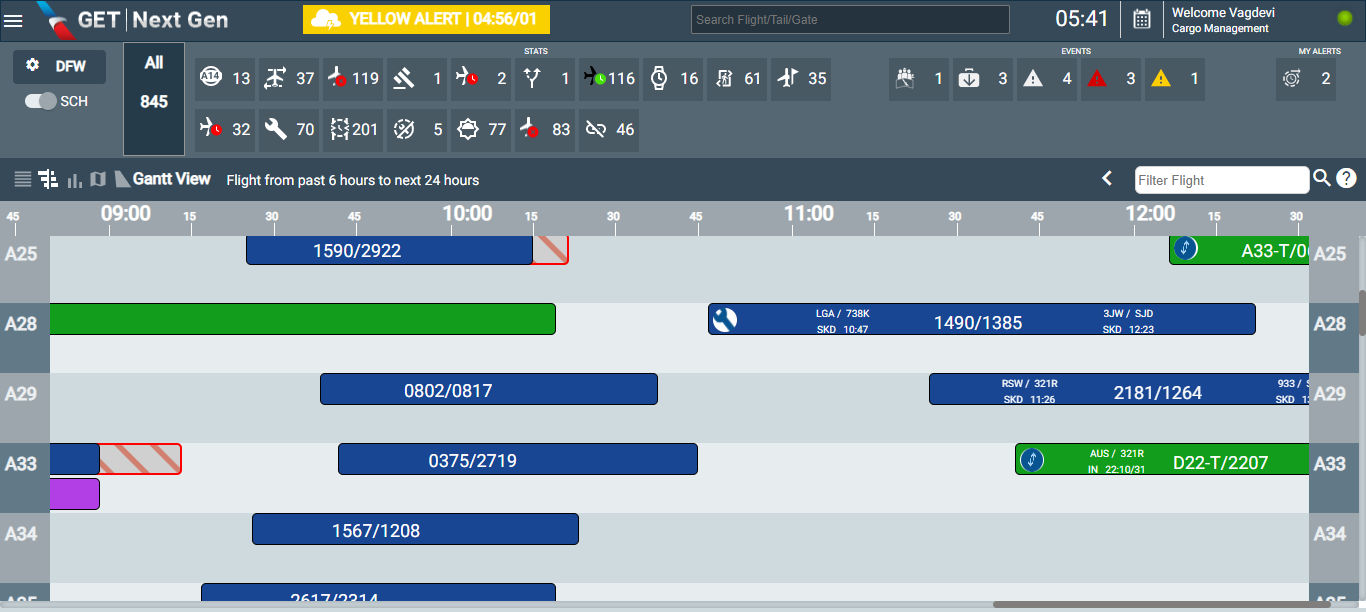 GET | Next Gen
YELLOW ALERT | 04:56/01
Search Flight/Tail/Gate
05:41
Welcome Vagdevi
Cargo Management
DFW
SCH
All
845
STATS
A14 13 37 119 1 2 1 116 16 61 35
32 70 201 5 77 83 46
EVENTS
1 3 4 3 1
MY ALERTS
2
Gantt View
Flight from past 6 hours to next 24 hours
Filter Flight
?
45 09:00 15 30 45 10:00 15 30 45 11:00 15 30 45 12:00 15 30
A25 1590/2922 A33-T/0 A25
A28 LGA / 738K 1490/1385 3JW / SJD A28
SKD 10:47 SKD 12:23
A29 0802/0817 RSW / 321R 2181/1264 933 / A29
SKD 11:26 SKD
A33 0375/2719 AUS / 321R D22-T/2207 A33
IN 22:10/31
A34 1567/1208 A34
A35 2617/2314 A35